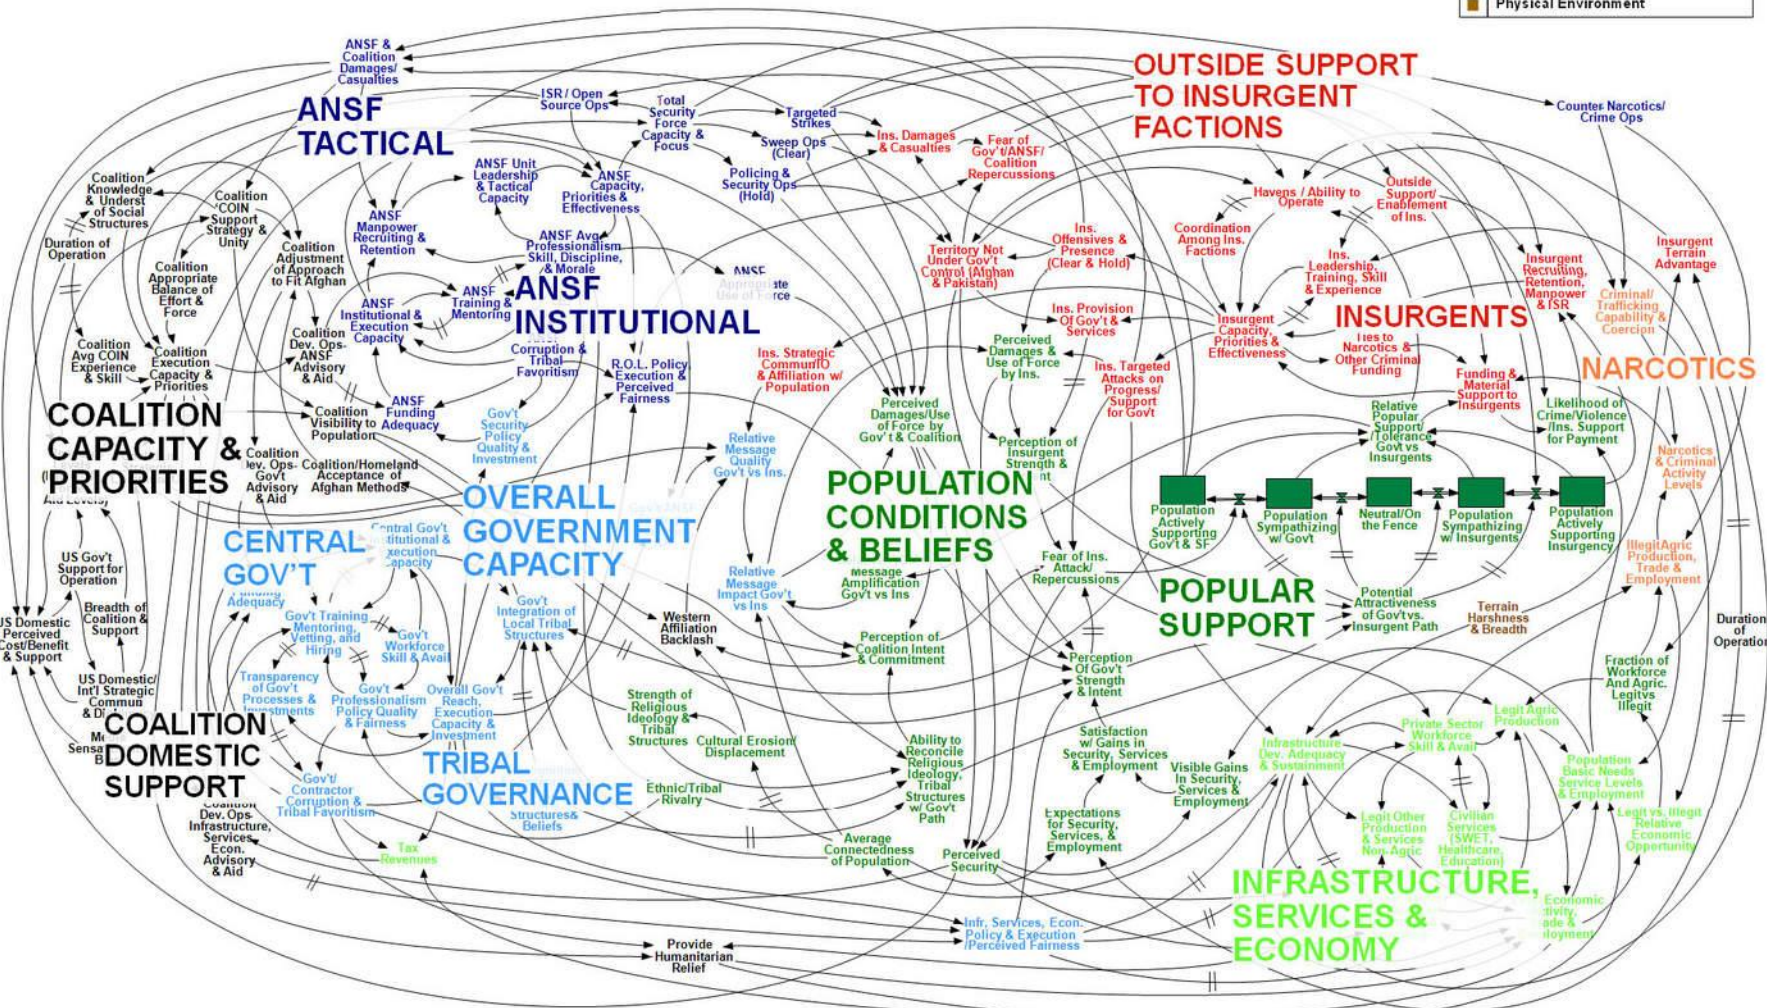 Physical Environment
ANSF &
Coalition
Damages/
Casualties
ANSF
TACTICAL
ISR / Open
Source Ops
Total
Security
Force
Capacity &
Focus
Targeted
Strikes
Sweep Ops
(Clear)
Policing &
Security Ops
(Hold)
Ins. Damages
& Casualties
Fear of
Gov't/ANSF/
Coalition
Repercussions
OUTSIDE SUPPORT
TO INSURGENT
FACTIONS
Counter Narcotics/
Crime Ops
Coalition
Knowledge
& Underst
of Social
Structures
Duration of
Operation
Coalition
COIN
Support
Strategy &
Unity
Coalition
Appropriate
Balance of
Effort &
Force
Coalition
Adjustment
of Approach
to Fit Afghan
ANSF
Manpower
Recruiting &
Retention
ANSF Unit
Leadership
& Tactical
Capacity
ANSF
Capacity,
Priorities &
Effectiveness
ANSF Avg
Professionalism
Skill, Discipline,
& Morale
ANSF
INSTITUTIONAL
ANSF
Training &
Mentoring
ANSF
Institutional &
Execution
Capacity
ANSF
Appropriate
Use of Force
Corruption &
Tribal
Favoritism
R.O.L. Policy,
Execution &
Perceived
Fairness
Territory Not
Under Gov't
Control (Afghan
& Pakistan)
Ins.
Offensives &
Presence
(Clear & Hold)
Havens / Ability to
Operate
Outside
Support/
Enablement
of Ins.
Coordination
Among Ins.
Factions
Ins.
Leadership,
Training, Skill
& Experience
Insurgent
Recruiting,
Retention,
Manpower
& ISR
Insurgent
Terrain
Advantage
Criminal/
Trafficking
Capability &
Coercion
INSURGENTS
Ins. Provision
Of Gov't &
Services
Insurgent
Capacity,
Priorities &
Effectiveness
Ties to
Narcotics &
Other Criminal
Funding
Funding &
Material
Support to
Insurgents
NARCOTICS
Ins. Strategic
Commun/IO
& Affiliation w/
Population
Perceived
Damages &
Use of Force
by Ins.
Ins. Targeted
Attacks on
Progress/
Support
for Gov't
Coalition
Avg COIN
Experience
& Skill
Coalition
Execution
Capacity &
Priorities
Coalition
Dev. Ops-
ANSF
Advisory
& Aid
COALITION
CAPACITY &
PRIORITIES
Coalition
Visibility to
Population
ANSF
Funding
Adequacy
Gov't
Security
Policy
Quality &
Investment
Relative
Message
Quality
Gov't vs Ins.
Perceived
Damages/Use
of Force by
Gov't & Coalition
Perception of
Insurgent
Strength &
nt
Relative
Popular
Support/
Tolerance
Govt vs
Insurgents
Likelihood of
Crime/Violence
/Ins. Support
for Payment
Narcotics
& Criminal
Activity
Levels
Coalition
Dev. Ops-
Gov't
Advisory
& Aid
Coalition/Homeland
Acceptance of
Afghan Methods
OVERALL
GOVERNMENT
CAPACITY
POPULATION
CONDITIONS
& BELIEFS
Population
Actively
Supporting
Gov't & SF
Population
Sympathizing
w/ Gov't
Neutral/On
the Fence
Population
Sympathizing
w/ Insurgents
Population
Actively
Supporting
Insurgency
CENTRAL
GOV'T
Central Gov't
Institutional &
Execution
Capacity
Adequacy
US Gov't
Support for
Operation
Breadth of
Coalition &
Support
US Domestic
Perceived
Cost/Benefit
& Support
US Domestic/
Int'l Strategic
Commun
COALITION
DOMESTIC
SUPPORT
Gov't Training
Mentoring,
Vetting, and
Hiring
Gov't
Workforce
Skill & Avail
Transparency
of Gov't
Processes &
Investments
Gov't
Professionalism
Policy Quality
& Fairness
Overall Gov't
Reach,
Execution
Capacity &
Investment
Gov't
Integration of
Local Tribal
Structures
Western
Affiliation
Backlash
Relative
Message
Impact Gov't
vs Ins
Message
Amplification
Gov't vs Ins
Perception of
Coalition Intent
& Commitment
Fear of Ins.
Attack/
Repercussions
Perception
Of Gov't
Strength
& Intent
POPULAR
SUPPORT
Potential
Attractiveness
of Gov't vs.
Insurgent Path
Terrain
Harshness
& Breadth
Illegit Agric
Production,
Trade &
Employment
Duration
of
Operation
Fraction of
Workforce
And Agric.
Legit vs
Illegit
TRIBAL
GOVERNANCE
Structures&
Beliefs
Strength of
Religious
Ideology &
Tribal
Structures
Cultural Erosion/
Displacement
Ethnic/Tribal
Rivalry
Ability to
Reconcile
Religious
Ideology,
Tribal
Structures
w/ Gov't
Path
Average
Connectedness
of Population
Perceived
Security
Satisfaction
w/ Gains in
Security, Services
& Employment
Visible Gains
In Security,
Services &
Employment
Expectations
for Security,
Services, &
Employment
Infrastructure
Dev. Adequacy
& Sustainment
Private Sector
Workforce
Skill & Avail
Legit Agric
Production
Population
Basic Needs
Service Levels
& Employment
Legit Other
Production
& Services
Non Agric
Civilian
Services
(SWET,
Healthcare,
Education)
Legit vs. Illegit
Relative
Economic
Opportunity
INFRASTRUCTURE,
SERVICES &
ECONOMY
Economic
Gov't/
Contractor
Corruption &
Tribal Favoritism
Coalition
Dev. Ops-
Infrastructure,
Services,
Econ.
Advisory
& Aid
Tax
Revenues
Provide
Humanitarian
Relief
Infr. Services, Econ.
Policy & Execution
/Perceived Fairness